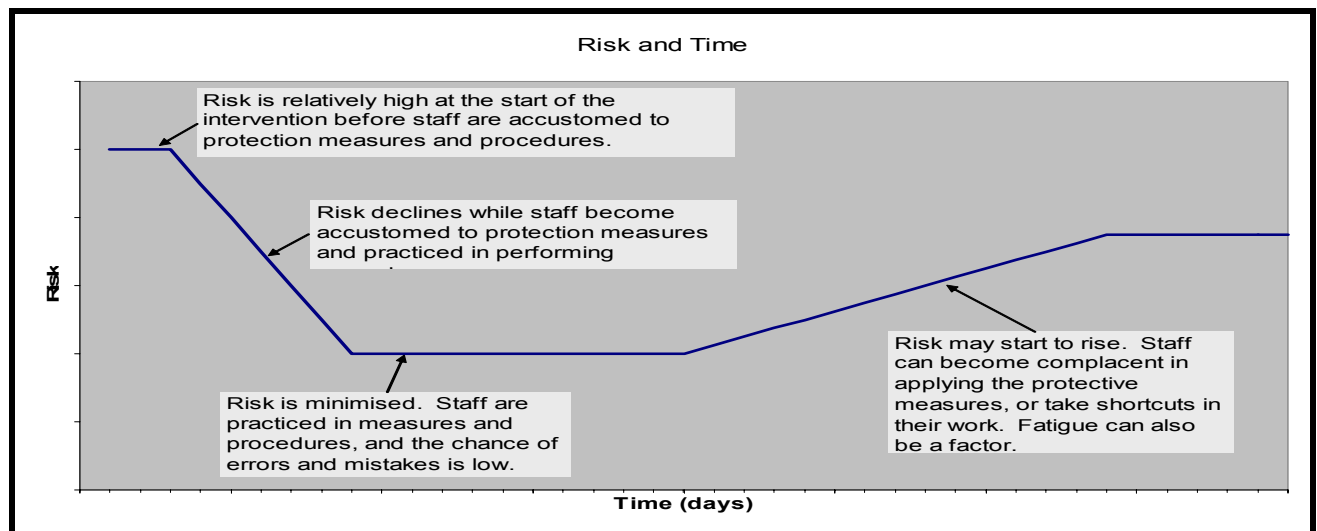 Risk and Time
Risk is relatively high at the start of the
intervention before staff are accustomed to
protection measures and procedures.
Risk declines while staff become
accustomed to protection measures
and practiced in performing
Risk
Risk may start to rise. Staff
can become complacent in
applying the protective
measures, or take shortcuts in
their work. Fatigue can also
be a factor.
Risk is minimised. Staff are
practiced in measures and
procedures, and the chance of
errors and mistakes is low.
Time (days)